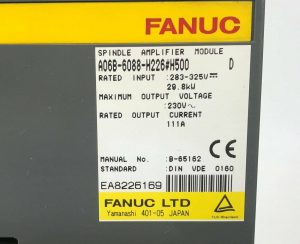 FANUC
SPINDLE AMPLIFIER MODULE
A06B-6088-H226#H500 D
RATED INPUT :283-325V⎓
29.8kW
MAXIMUM OUTPUT VOLTAGE
:230V~
RATED OUTPUT CURRENT
111A
MANUAL No. :B-65162
STANDARD :DIN VDE 0160
EA8226169
CE
FANUC LTD
Yamanashi 401-05 JAPAN
TÜV